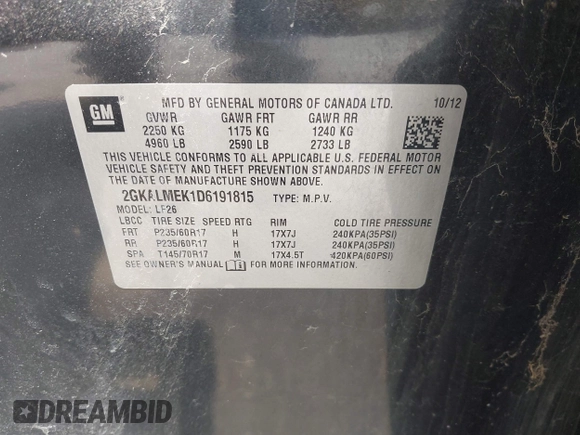 GM
MFD BY GENERAL MOTORS OF CANADA LTD. 10/12
GVWR GAWR FRT GAWR RR
2250 KG 1175 KG 1240 KG
4960 LB 2590 LB 2733 LB
THIS VEHICLE CONFORMS TO ALL APPLICABLE U.S. FEDERAL MOTOR
VEHICLE SAFETY AND THEFT PREVENTION STANDARDS IN EFFECT ON
THE DATE OF MANUFACTURE SHOWN ABOVE.
2GKALMEK1D6191815 TYPE: M.P.V.
MODEL: LF26
LBCC TIRE SIZE SPEED RTG RIM COLD TIRE PRESSURE
FRT P235/60R17 H 17X7J 240KPA(35PSI)
RR P235/60R17 H 17X7J 240KPA(35PSI)
SPA T145/70R17 M 17X4.5T 420KPA(60PSI)
SEE OWNER'S MANUAL FOR MORE INFORMATION.
DREAMBID